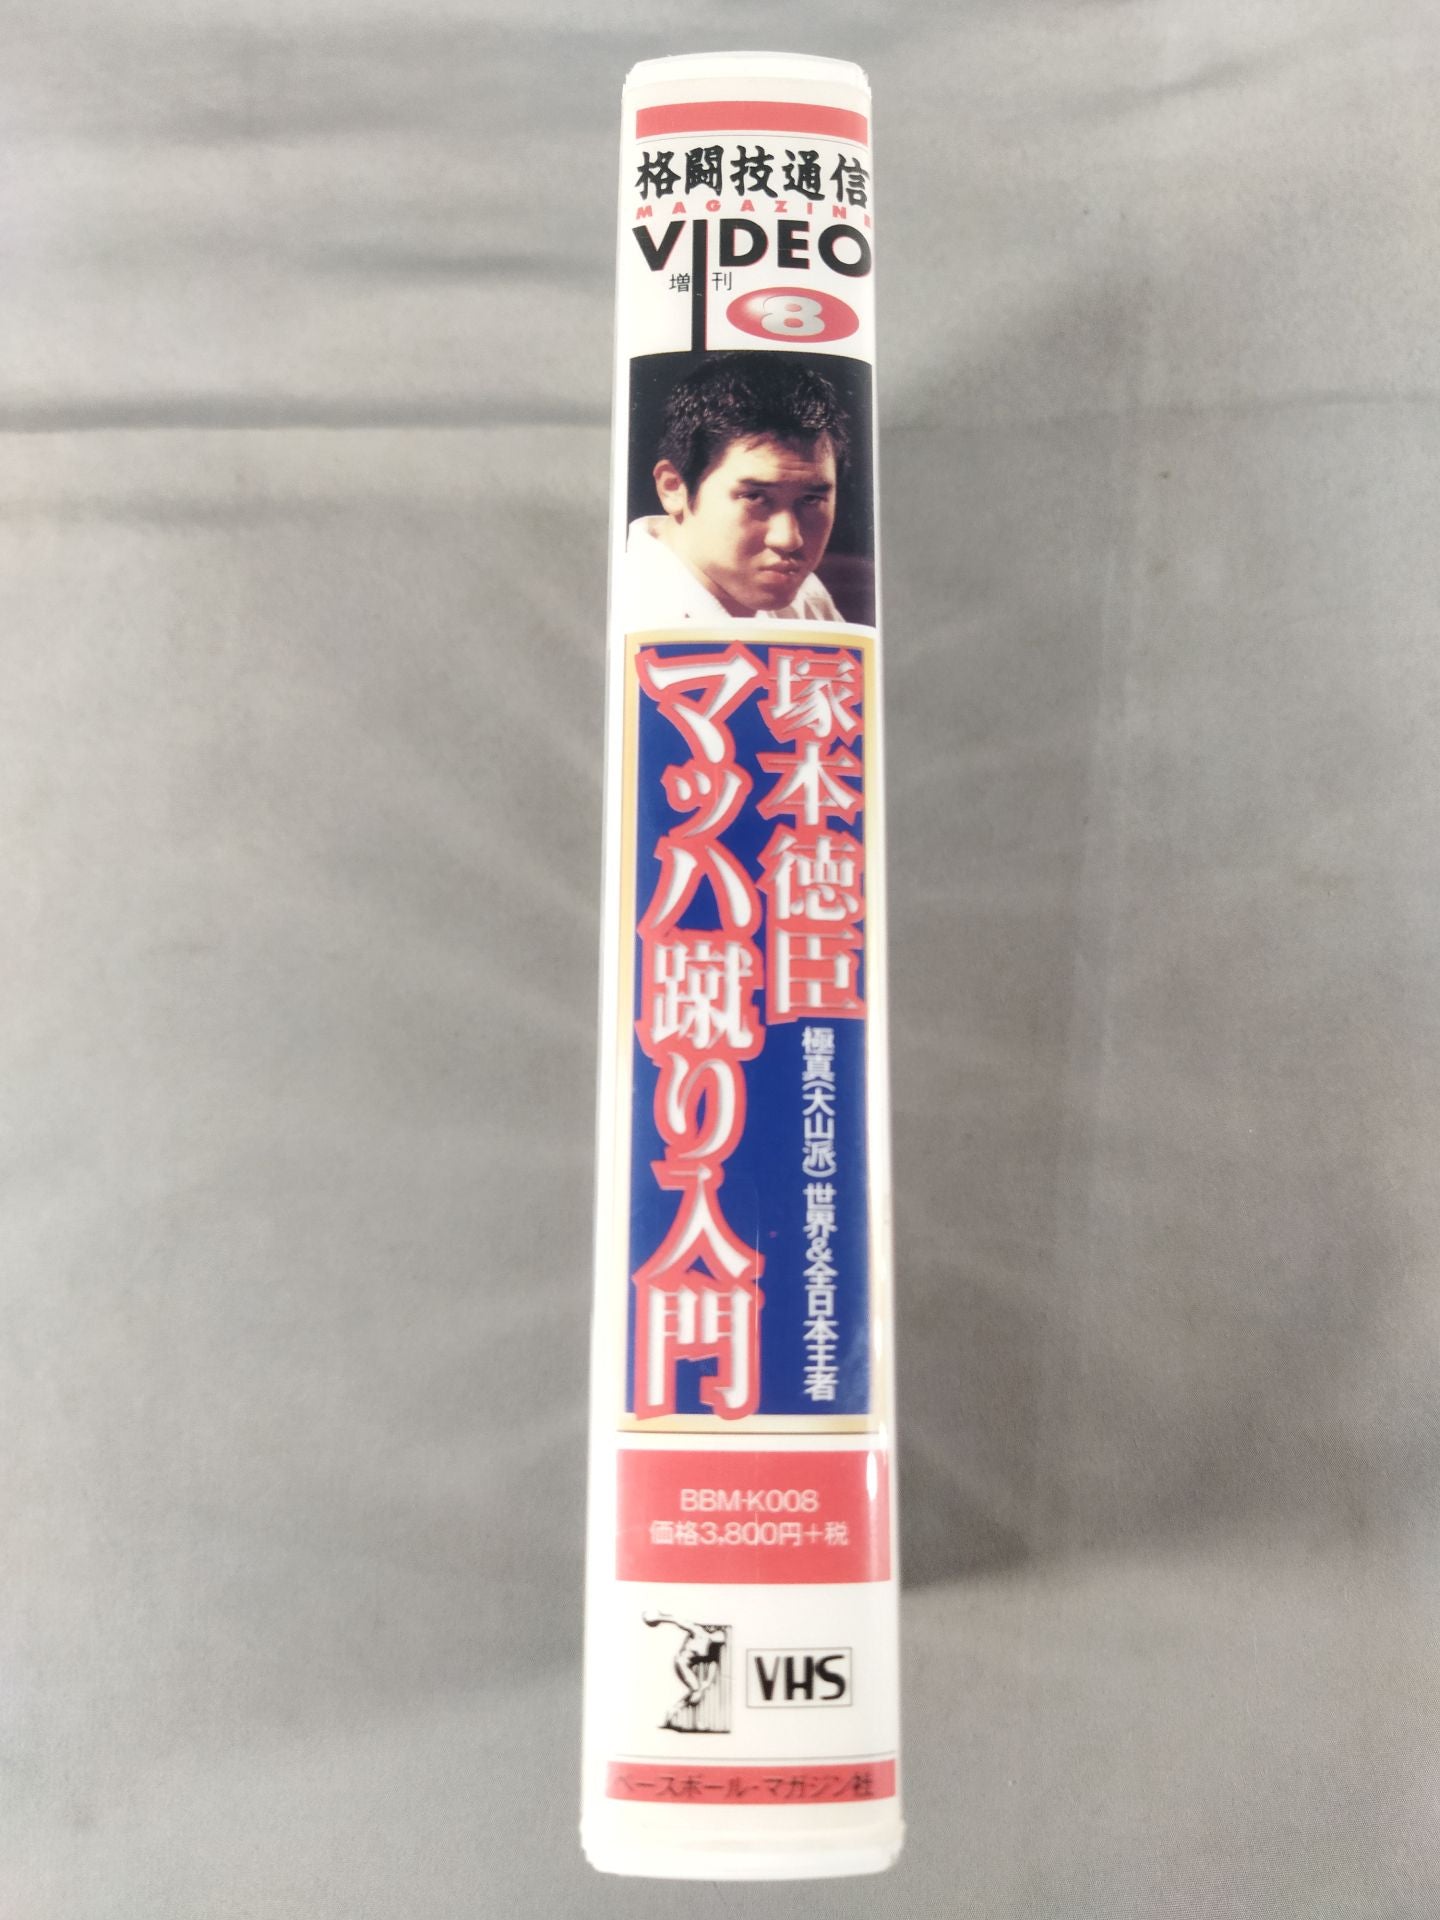 格闘技通信
MAGAZINE
VIDEO
増刊
8
塚本徳臣
極真(大山派)世界&全日本王者
マッハ蹴り入門
BBM-K008
価格3,800円+税
VHS
ベースボール・マガジン社